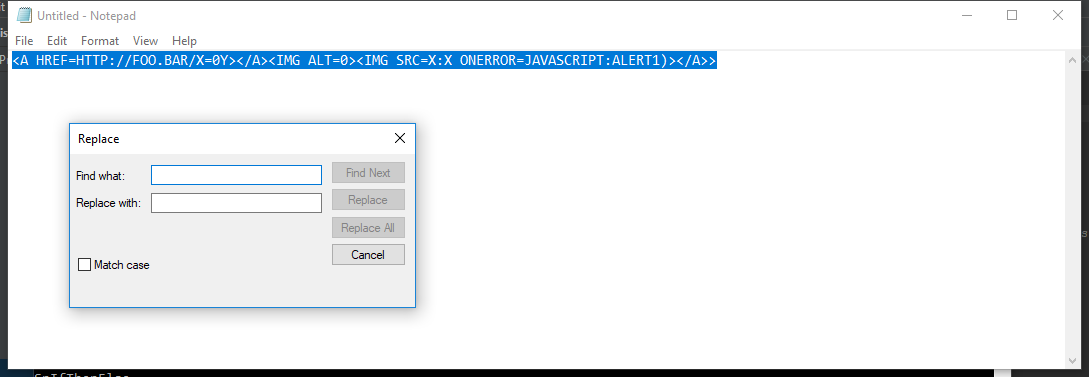 Untitled - Notepad
File Edit Format View Help
<A HREF=HTTP://FOO.BAR/X=0Y></A><IMG ALT=0><IMG SRC=X:X ONERROR=JAVASCRIPT:ALERT1)></A>>
Replace
Find what:
Find Next
Replace with:
Replace
Replace All
Cancel
Match case